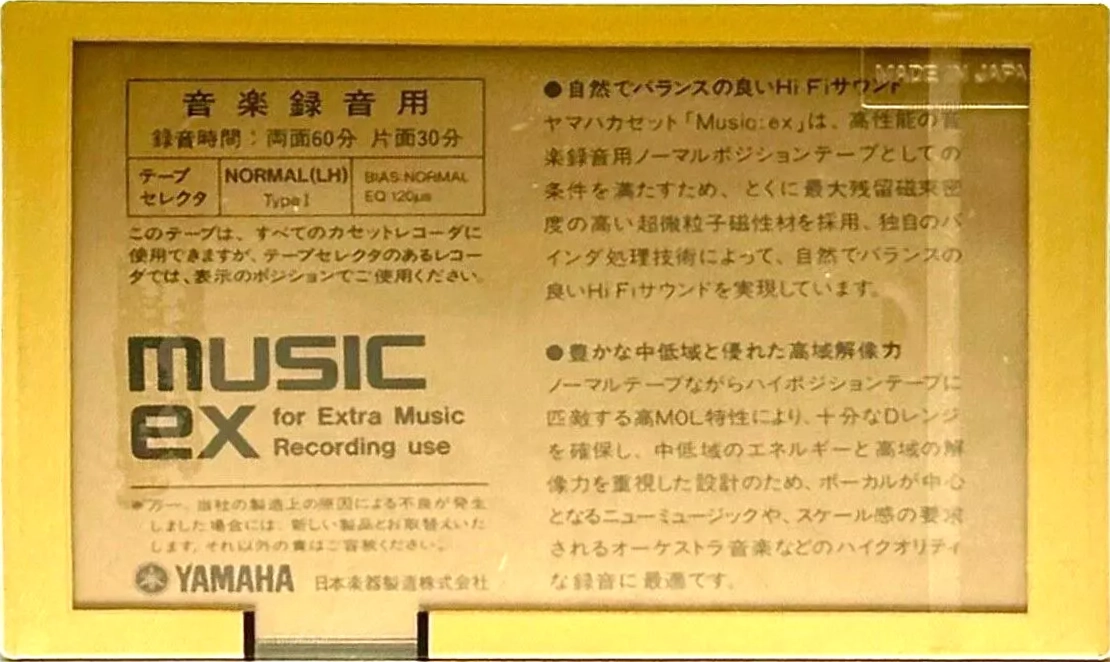 音楽録音用
録音時間：両面60分 片面30分
テープ
セレクタ
NORMAL(LH)
Type I
BIAS:NORMAL
EQ 120μs
このテープは、すべてのカセットレコーダに
使用できますが、テープセレクタのあるレコー
ダでは、表示のポジションでご使用ください。
MUSIC
ex
for Extra Music
Recording use
※万一、当社の製造上の原因による不良が発生
しました場合には、新しい製品とお取替えいた
します。それ以外の責はご容赦ください。
YAMAHA 日本楽器製造株式会社
MADE IN JAPA
●自然でバランスの良いHi Fiサウンド
ヤマハカセット「Music:ex」は、高性能の音
楽録音用ノーマルポジションテープとしての
条件を満たすため、とくに最大残留磁束密
度の高い超微粒子磁性材を採用、独自のバ
インダ処理技術によって、自然でバランスの
良いHi Fiサウンドを実現しています。
●豊かな中低域と優れた高域解像力
ノーマルテープながらハイポジションテープに
匹敵する高MOL特性により、十分なDレンジ
を確保し、中低域のエネルギーと高域の解
像力を重視した設計のため、ボーカルが中心
となるニューミュージックや、スケール感の要求
されるオーケストラ音楽などのハイクオリティ
な録音に最適です。